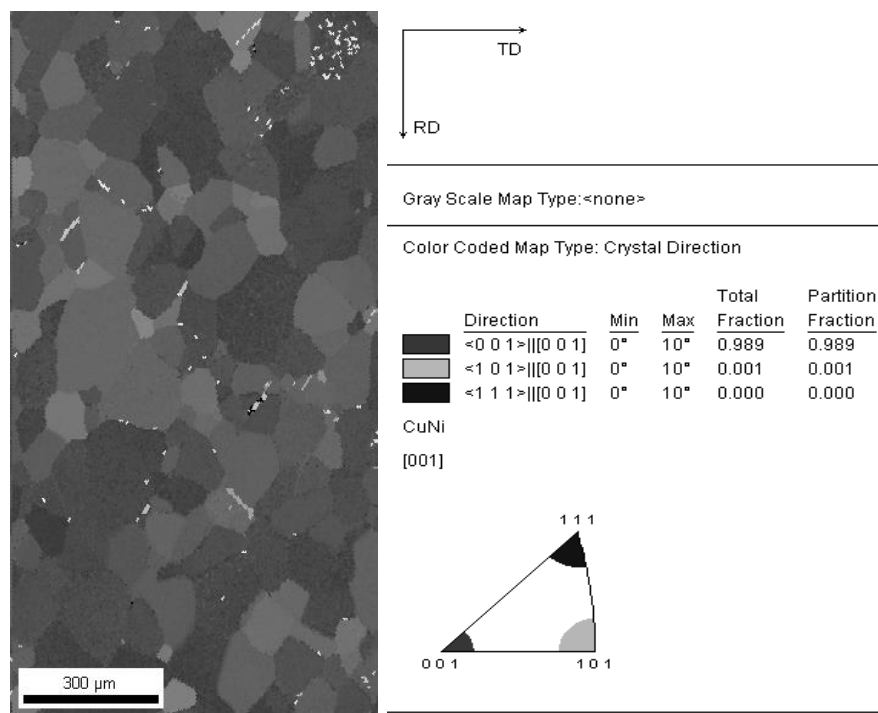 TD
RD
Gray Scale Map Type:<none>
Color Coded Map Type: Crystal Direction
Total Partition
Direction Min Max Fraction Fraction
<0 0 1>||[0 0 1] 0° 10° 0.989 0.989
<1 0 1>||[0 0 1] 0° 10° 0.001 0.001
<1 1 1>||[0 0 1] 0° 10° 0.000 0.000
CuNi
[001]
1 1 1
0 0 1 1 0 1
300 µm